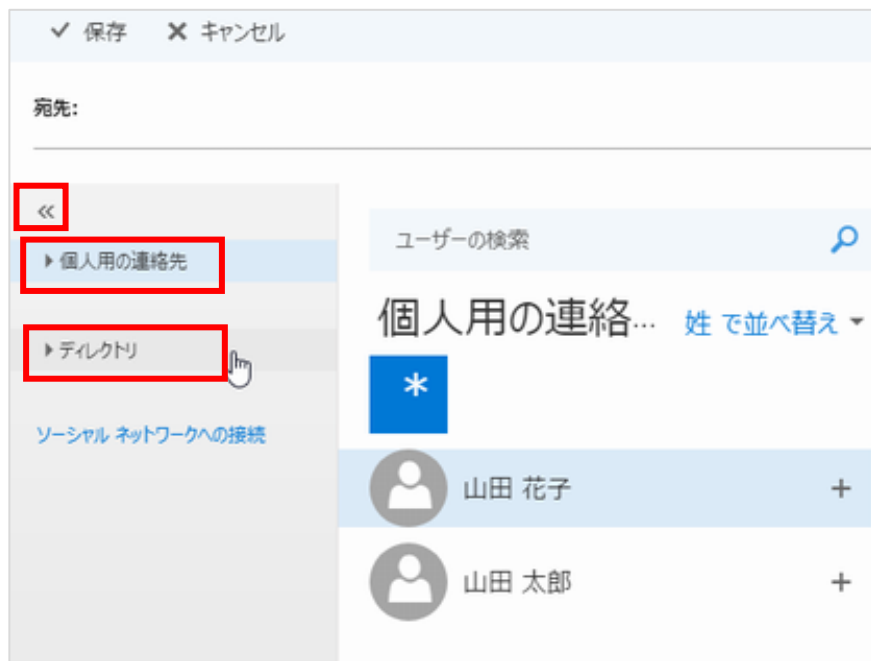 保存 キャンセル
宛先:
«
個人用の連絡先
ディレクトリ
ソーシャル ネットワークへの接続
ユーザーの検索
個人用の連絡... 姓 で並べ替え
*
山田 花子 +
山田 太郎 +